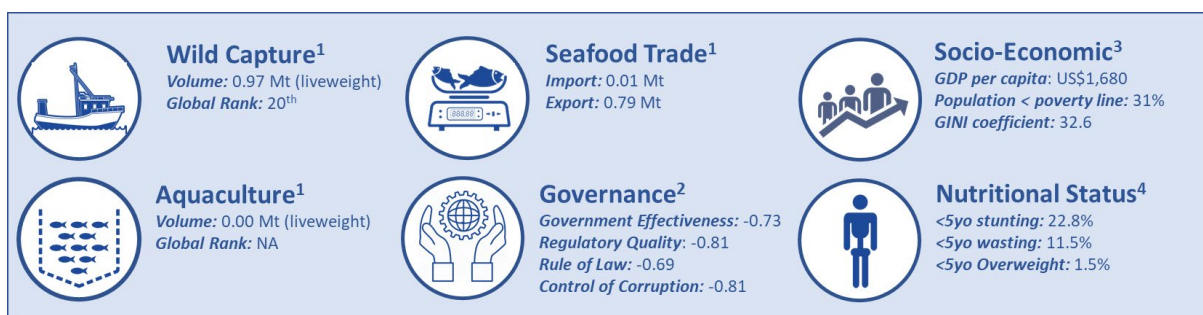 Wild Capture¹
Volume: 0.97 Mt (liveweight)
Global Rank: 20ᵗʰ
Seafood Trade¹
Import: 0.01 Mt
Export: 0.79 Mt
Socio-Economic³
GDP per capita: US$1,680
Population < poverty line: 31%
GINI coefficient: 32.6
Aquaculture¹
Volume: 0.00 Mt (liveweight)
Global Rank: NA
Governance²
Government Effectiveness: -0.73
Regulatory Quality: -0.81
Rule of Law: -0.69
Control of Corruption: -0.81
Nutritional Status⁴
<5yo stunting: 22.8%
<5yo wasting: 11.5%
<5yo Overweight: 1.5%